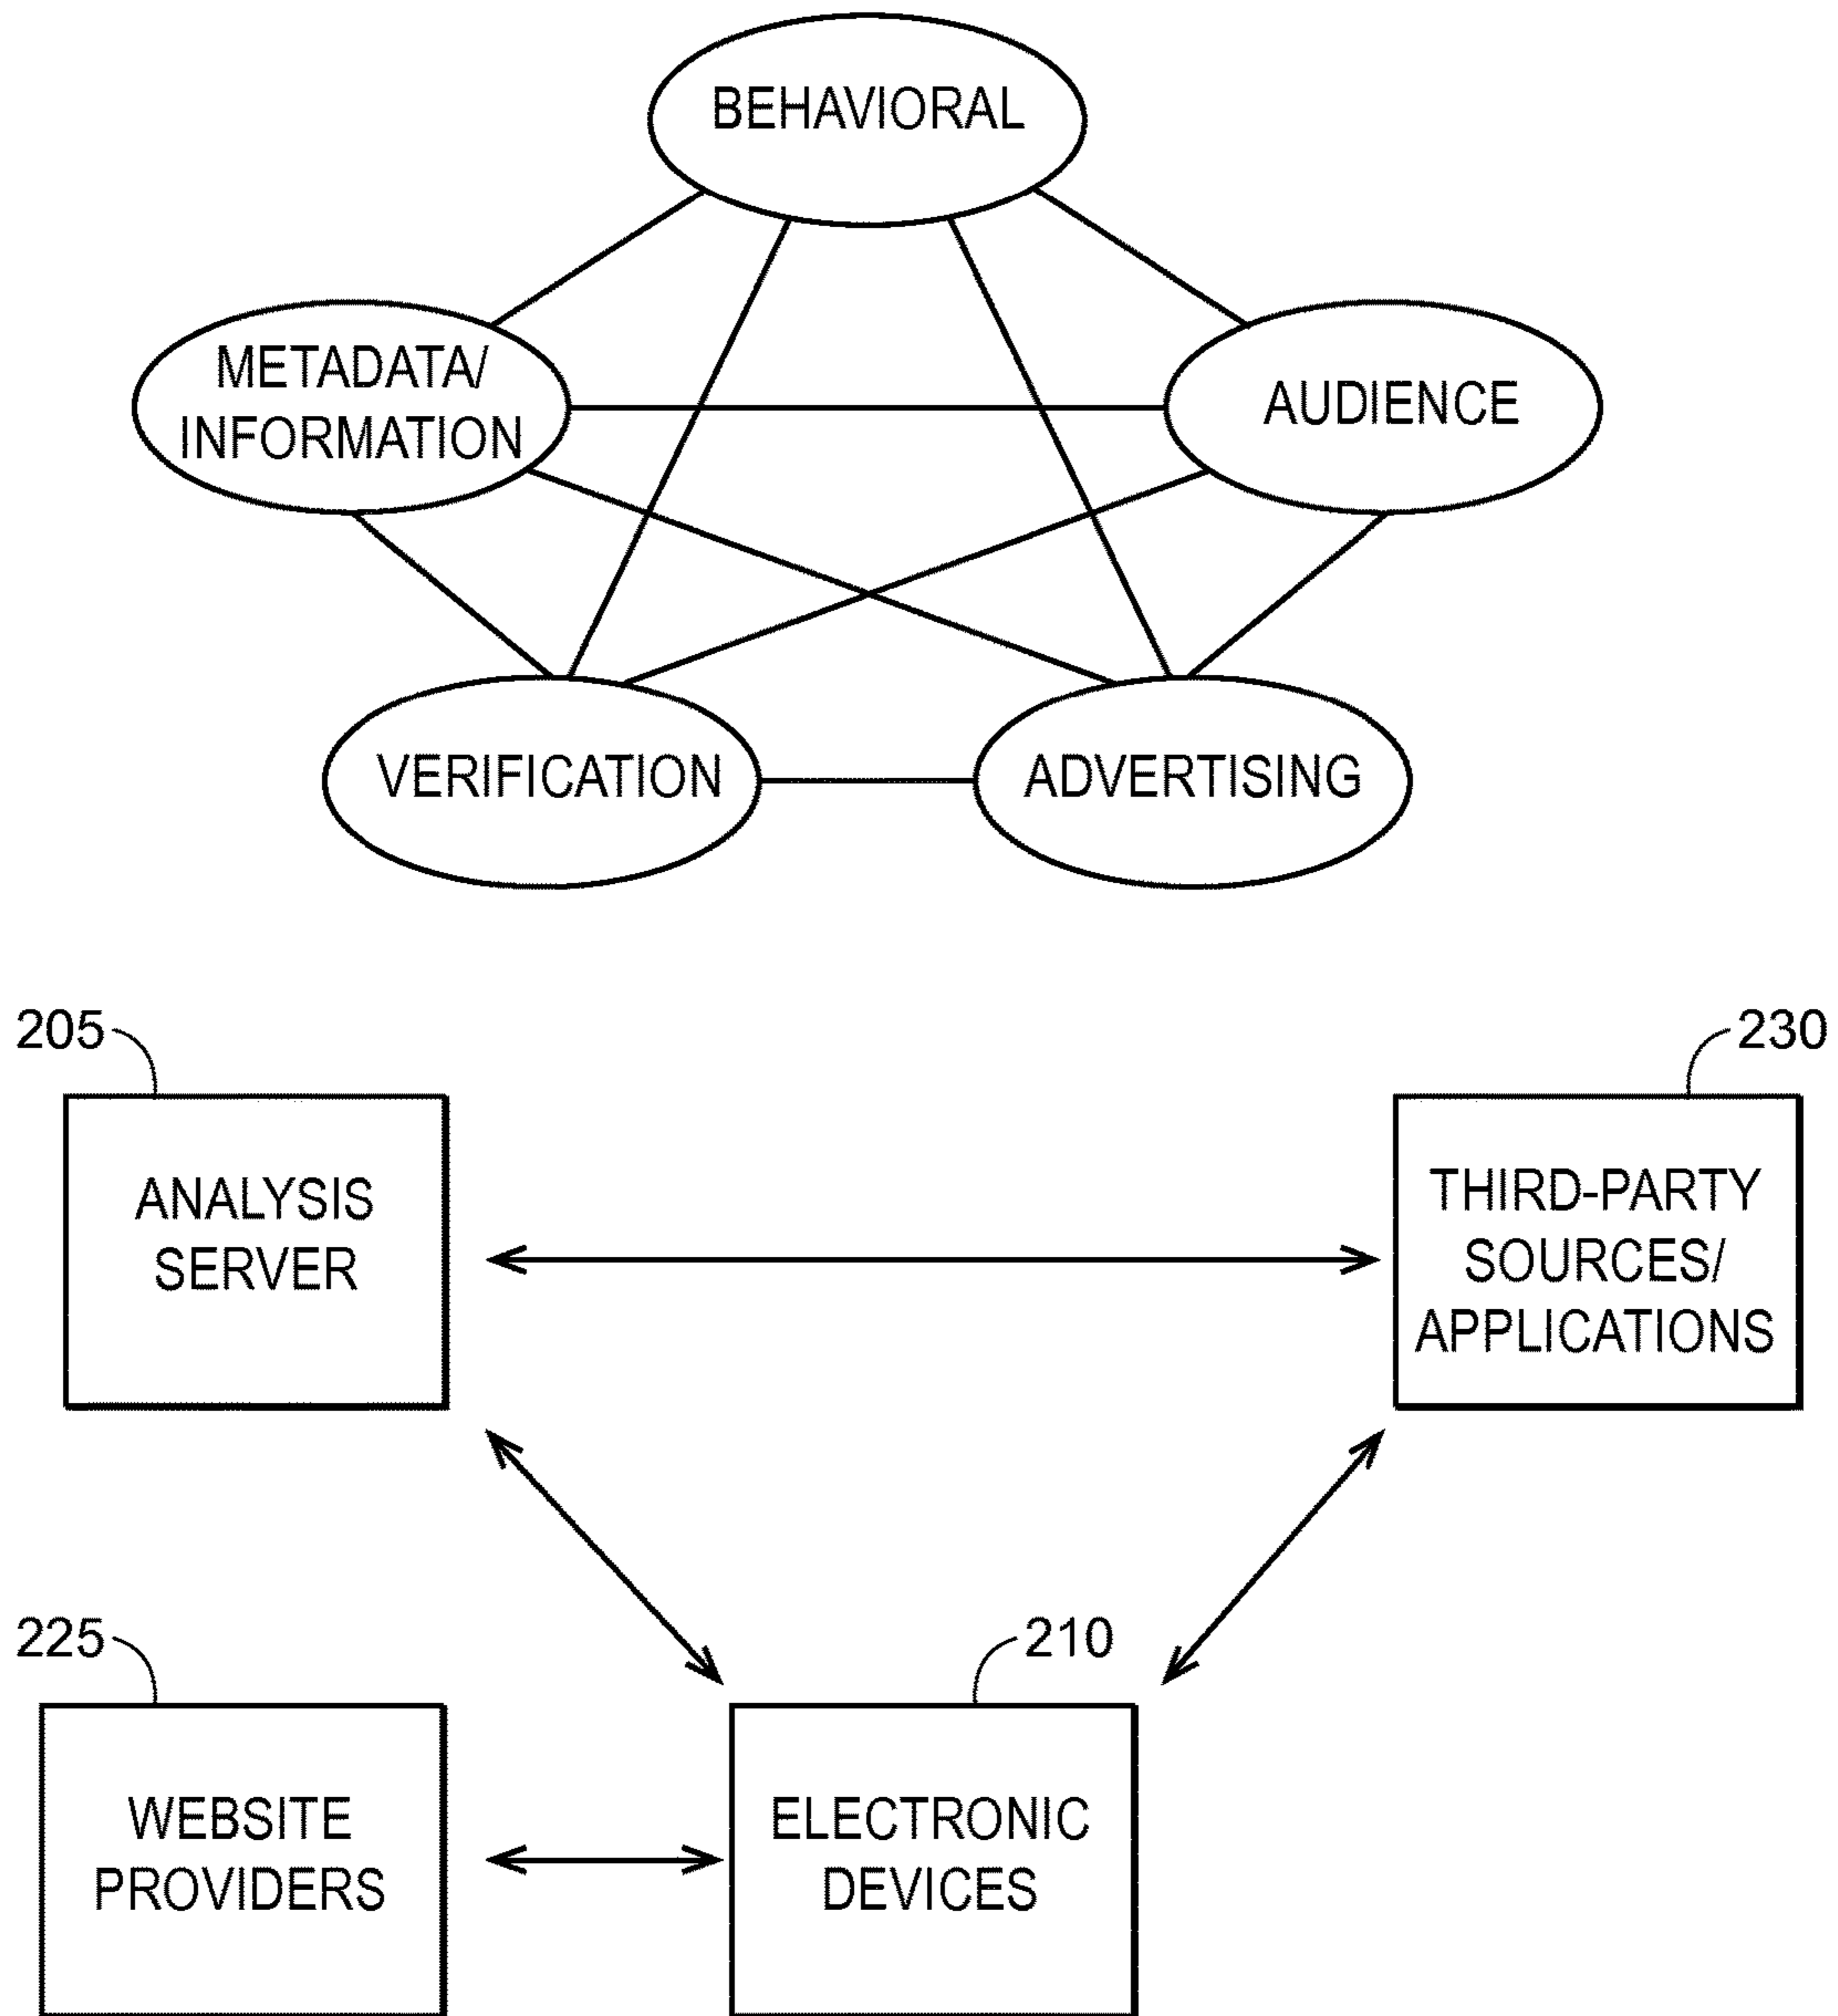 BEHAVIORAL
METADATA/
INFORMATION
AUDIENCE
VERIFICATION
ADVERTISING
205
230
ANALYSIS
SERVER
THIRD-PARTY
SOURCES/
APPLICATIONS
225
210
WEBSITE
PROVIDERS
ELECTRONIC
DEVICES